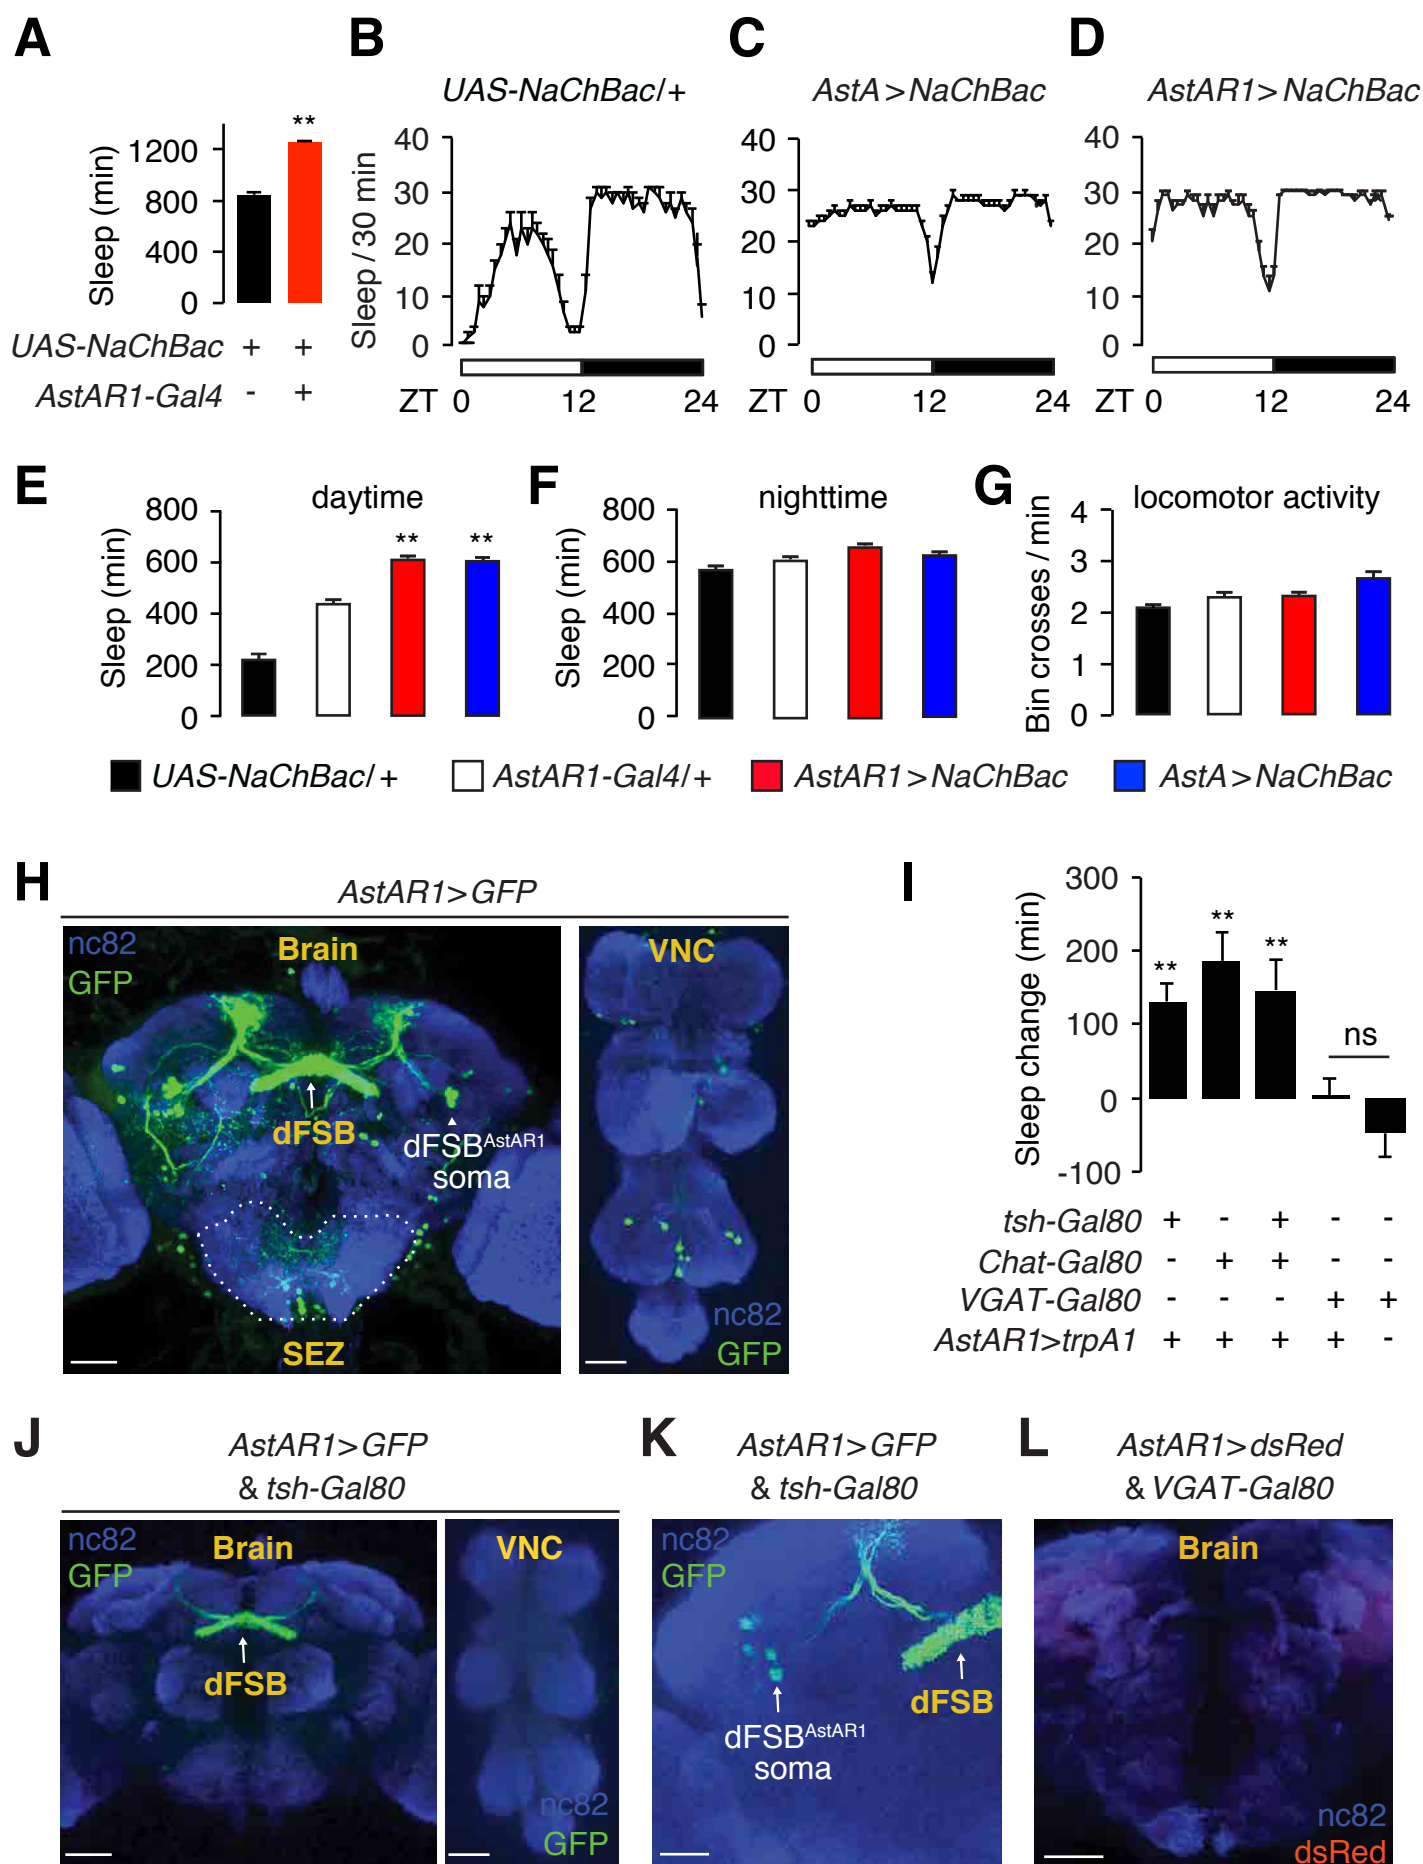 A
B
C
D
UAS-NaChBac/+
AstA>NaChBac
AstAR1>NaChBac
**
Sleep (min)
1200
800
400
0
UAS-NaChBac + +
AstAR1-Gal4 - +
Sleep / 30 min
40
30
20
10
0
ZT 0 12 24
40
30
20
10
0
ZT 0 12 24
40
30
20
10
0
ZT 0 12 24
E
daytime
Sleep (min)
800
600
400
200
0
** **
F
nighttime
Sleep (min)
800
600
400
200
0
G
locomotor activity
Bin crosses / min
4
3
2
1
0
UAS-NaChBac/+ AstAR1-Gal4/+ AstAR1>NaChBac AstA>NaChBac
H
AstAR1>GFP
nc82
GFP
Brain
dFSB
dFSBAstAR1
soma
SEZ
VNC
nc82
GFP
I
Sleep change (min)
300
200
100
0
-100
**
**
**
ns
tsh-Gal80 + - + - -
Chat-Gal80 - + + - -
VGAT-Gal80 - - - + +
AstAR1>trpA1 + + + + -
J
AstAR1>GFP
& tsh-Gal80
nc82
GFP
Brain
dFSB
VNC
nc82
GFP
K
AstAR1>GFP
& tsh-Gal80
nc82
GFP
dFSB
dFSBAstAR1
soma
L
AstAR1>dsRed
& VGAT-Gal80
Brain
nc82
dsRed